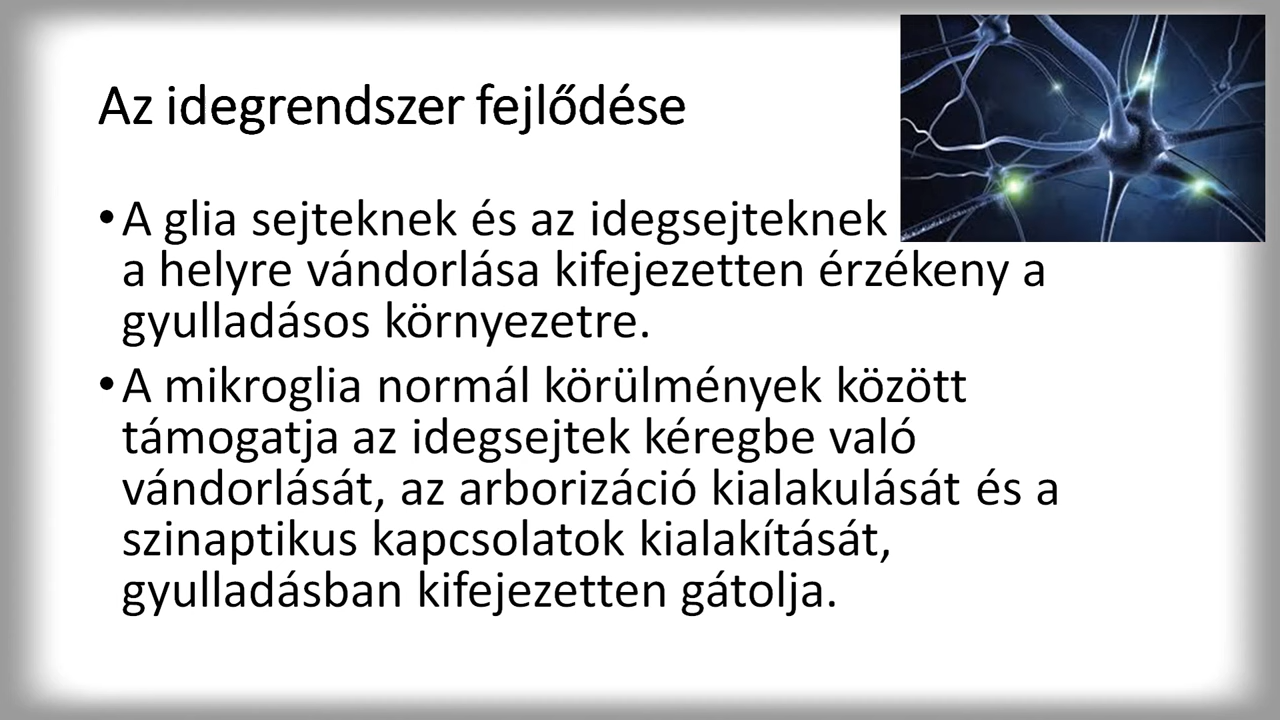 Az idegrendszer fejlődése
• A glia sejteknek és az idegsejteknek
a helyre vándorlása kifejezetten érzékeny a
gyulladásos környezetre.
• A mikroglia normál körülmények között
támogatja az idegsejtek kéregbe való
vándorlását, az arborizáció kialakulását és a
szinaptikus kapcsolatok kialakítását,
gyulladásban kifejezetten gátolja.